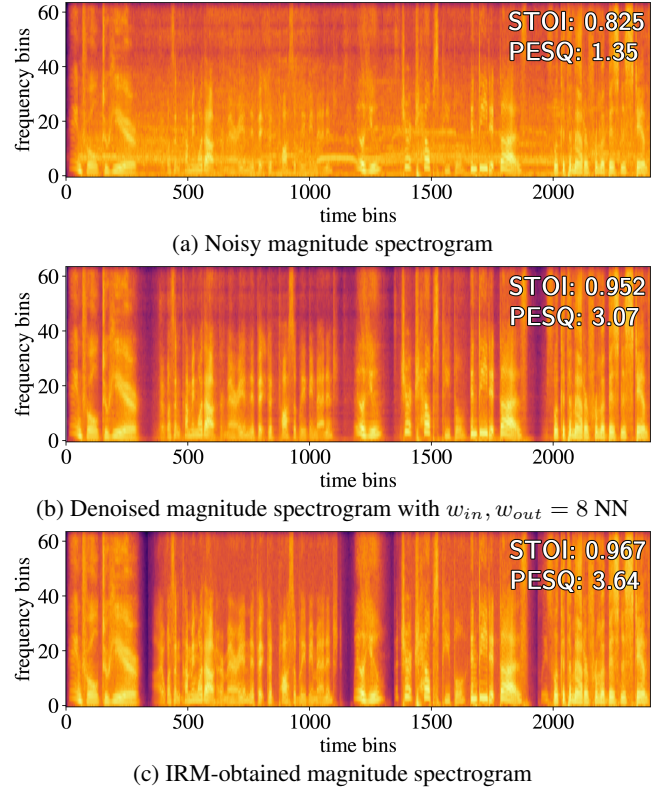 STOI: 0.825
PESQ: 1.35
frequency bins
60
40
20
0
0 500 1000 1500 2000
time bins
(a) Noisy magnitude spectrogram
STOI: 0.952
PESQ: 3.07
frequency bins
60
40
20
0
0 500 1000 1500 2000
time bins
(b) Denoised magnitude spectrogram with w_in, w_out = 8 NN
STOI: 0.967
PESQ: 3.64
frequency bins
60
40
20
0
0 500 1000 1500 2000
time bins
(c) IRM-obtained magnitude spectrogram